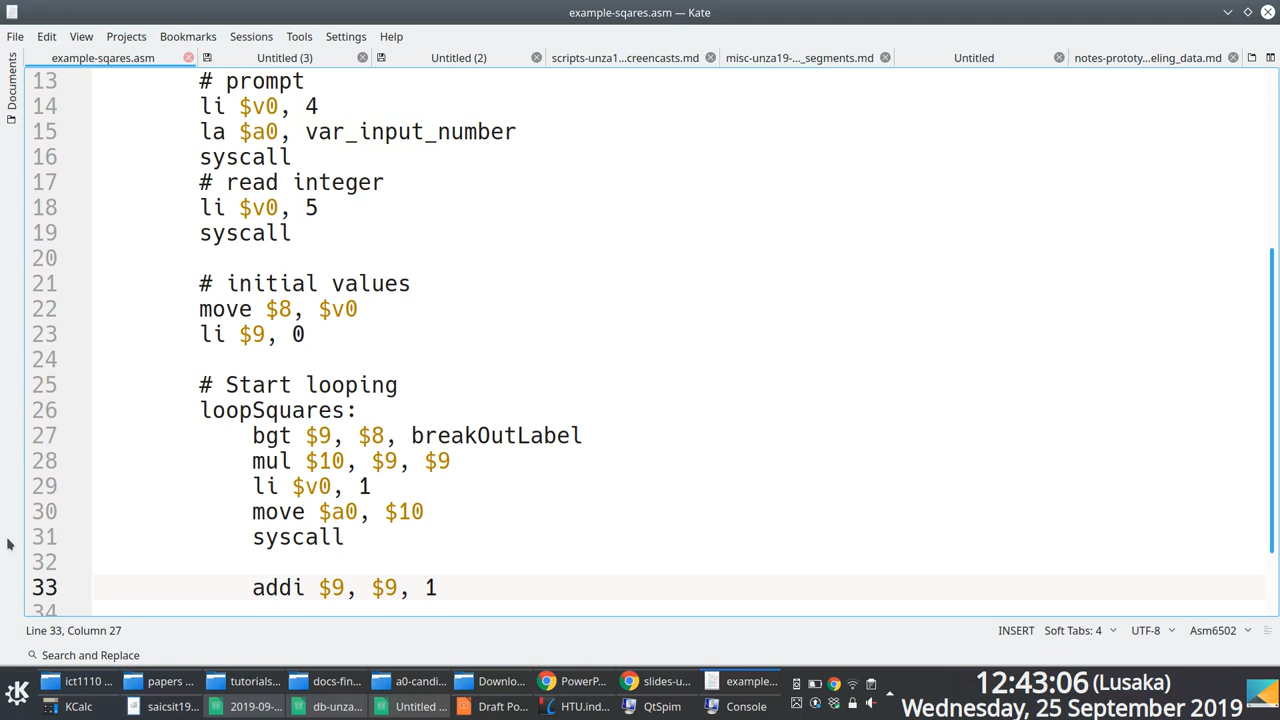 example-sqares.asm — Kate
File Edit View Projects Bookmarks Sessions Tools Settings Help
Documents
example-sqares.asm Untitled (3) Untitled (2) scripts-unza1...creencasts.md misc-unza19-..._segments.md Untitled notes-prototy...eling_data.md
13 # prompt
14 li $v0, 4
15 la $a0, var_input_number
16 syscall
17 # read integer
18 li $v0, 5
19 syscall
20
21 # initial values
22 move $8, $v0
23 li $9, 0
24
25 # Start looping
26 loopSquares:
27 bgt $9, $8, breakOutLabel
28 mul $10, $9, $9
29 li $v0, 1
30 move $a0, $10
31 syscall
32
33 addi $9, $9, 1
34
Line 33, Column 27 INSERT Soft Tabs: 4 UTF-8 Asm6502
Search and Replace
ict1110 ... papers ... tutorials... docs-fin... a0-candi... Downlo... PowerP... slides-u... example...
KCalc saicsit19... 2019-09-... db-unza... Untitled ... Draft Po... HTU.ind... QtSpim Console
12:43:06 (Lusaka)
Wednesday, 25 September 2019